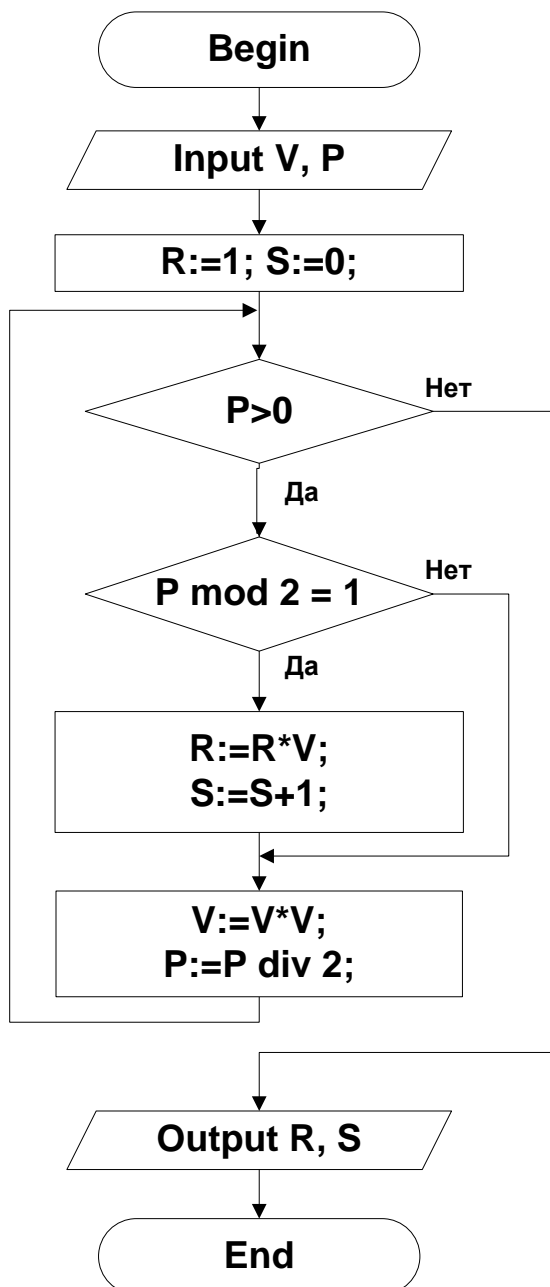 Begin
Input V, P
R:=1; S:=0;
P>0
Нет
Да
P mod 2 = 1
Нет
Да
R:=R*V;
S:=S+1;
V:=V*V;
P:=P div 2;
Output R, S
End